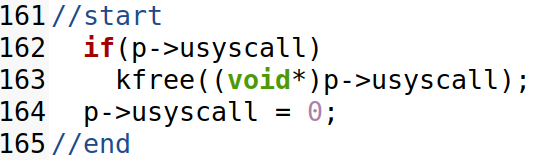 161 //start
162   if(p->usyscall)
163     kfree((void*)p->usyscall);
164   p->usyscall = 0;
165 //end